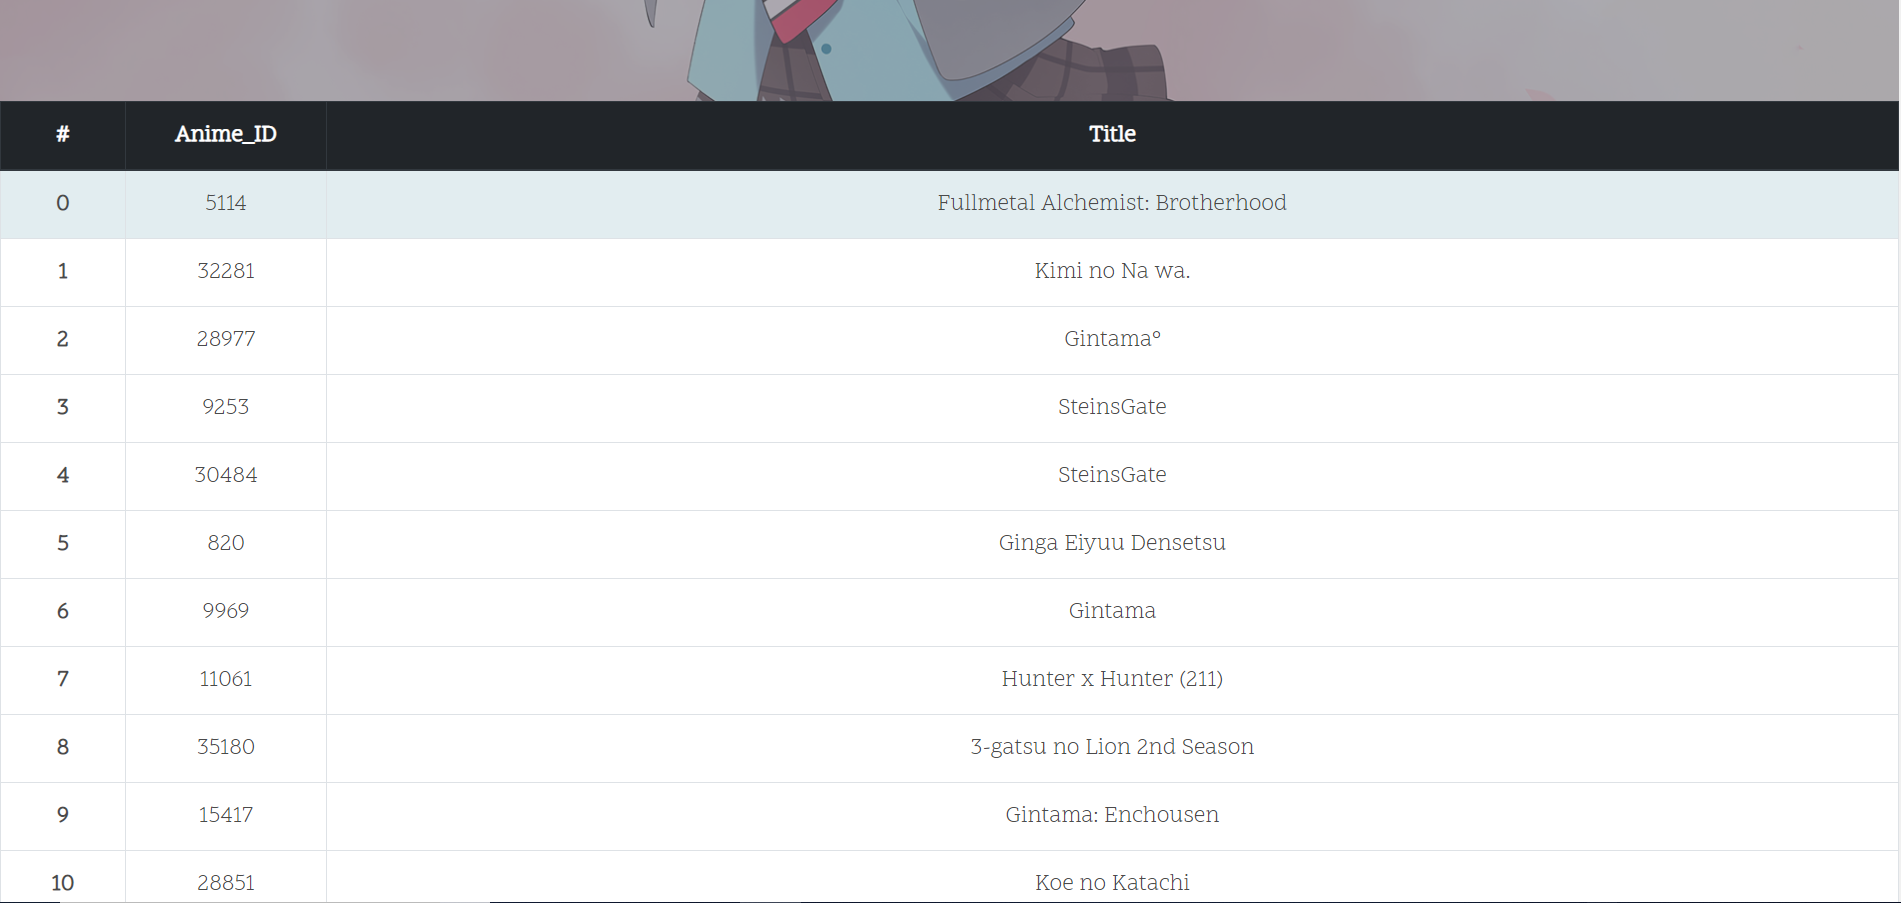 # Anime_ID Title
0 5114 Fullmetal Alchemist: Brotherhood
1 32281 Kimi no Na wa.
2 28977 Gintama°
3 9253 SteinsGate
4 30484 SteinsGate
5 820 Ginga Eiyuu Densetsu
6 9969 Gintama
7 11061 Hunter x Hunter (211)
8 35180 3-gatsu no Lion 2nd Season
9 15417 Gintama: Enchousen
10 28851 Koe no Katachi